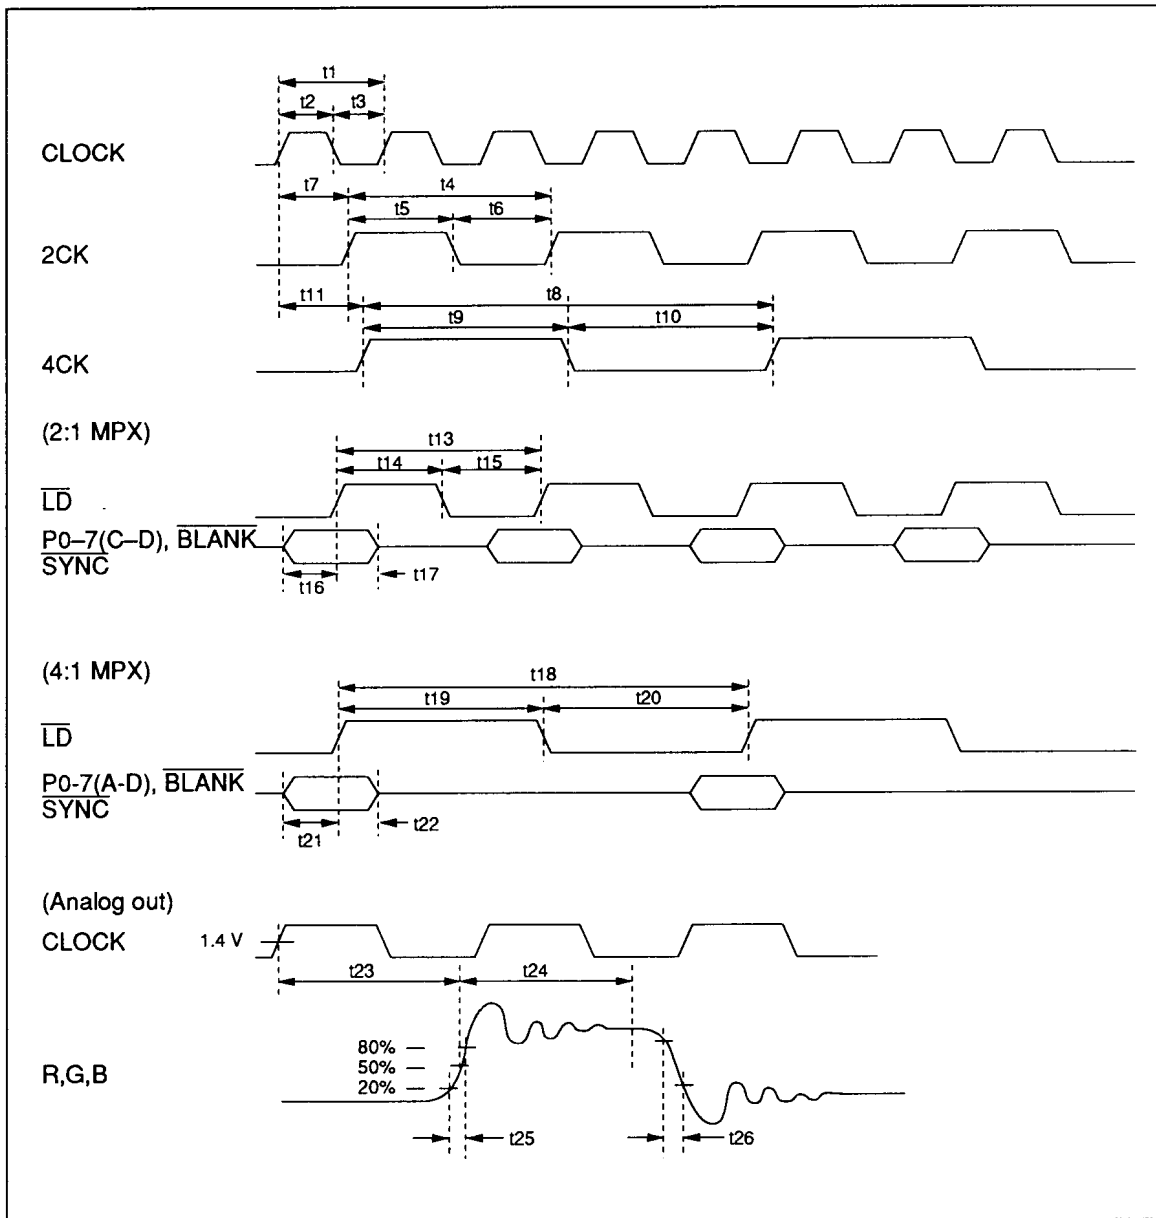 t1
t2 t3
CLOCK
t7 t4
t5 t6
2CK
t11 t8
t9 t10
4CK
(2:1 MPX)
t13
t14 t15
LD
P0–7(C–D), BLANK
SYNC
t16 t17
(4:1 MPX)
t18
t19 t20
LD
P0-7(A-D), BLANK
SYNC
t21 t22
(Analog out)
CLOCK 1.4 V
t23 t24
80%
50%
R,G,B
20%
t25 t26